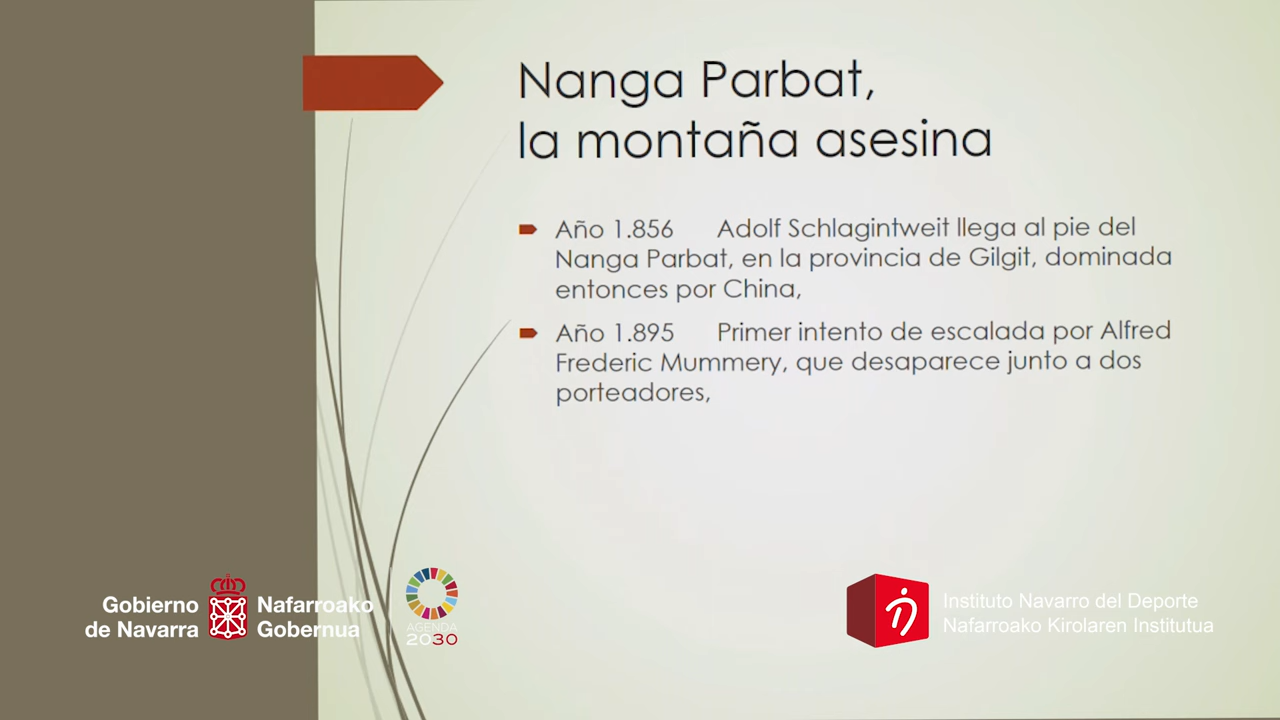 Nanga Parbat,
la montaña asesina
Año 1.856 Adolf Schlagintweit llega al pie del
Nanga Parbat, en la provincia de Gilgit, dominada
entonces por China,
Año 1.895 Primer intento de escalada por Alfred
Frederic Mummery, que desaparece junto a dos
porteadores,
Gobierno
de Navarra
Nafarroako
Gobernua
AGENDA
2030
Instituto Navarro del Deporte
Nafarroako Kirolaren Institutua